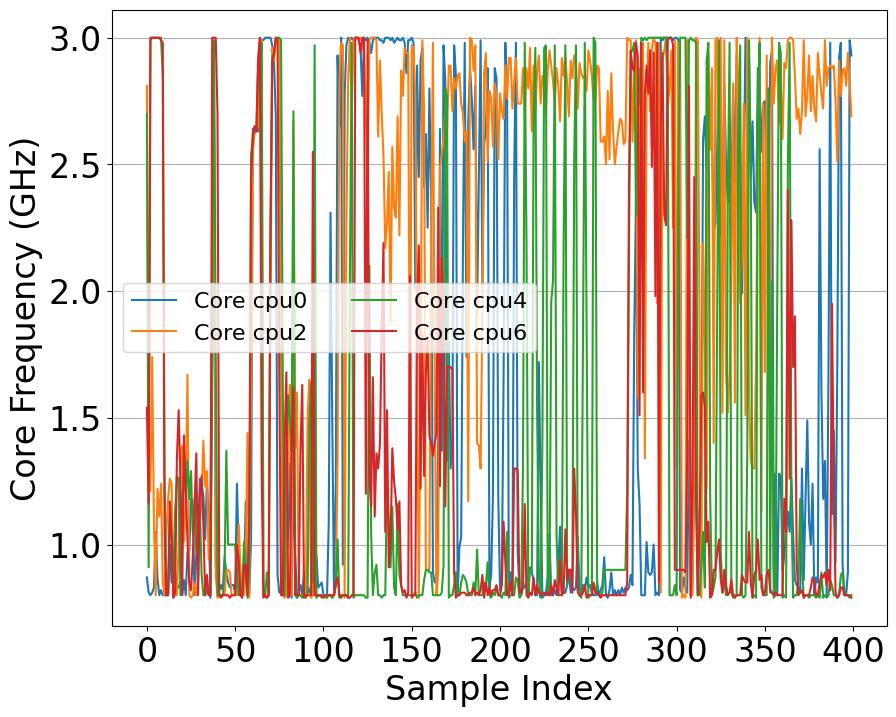 Core Frequency (GHz)
3.0
2.5
2.0
1.5
1.0
Core cpu0
Core cpu4
Core cpu2
Core cpu6
0 50 100 150 200 250 300 350 400
Sample Index